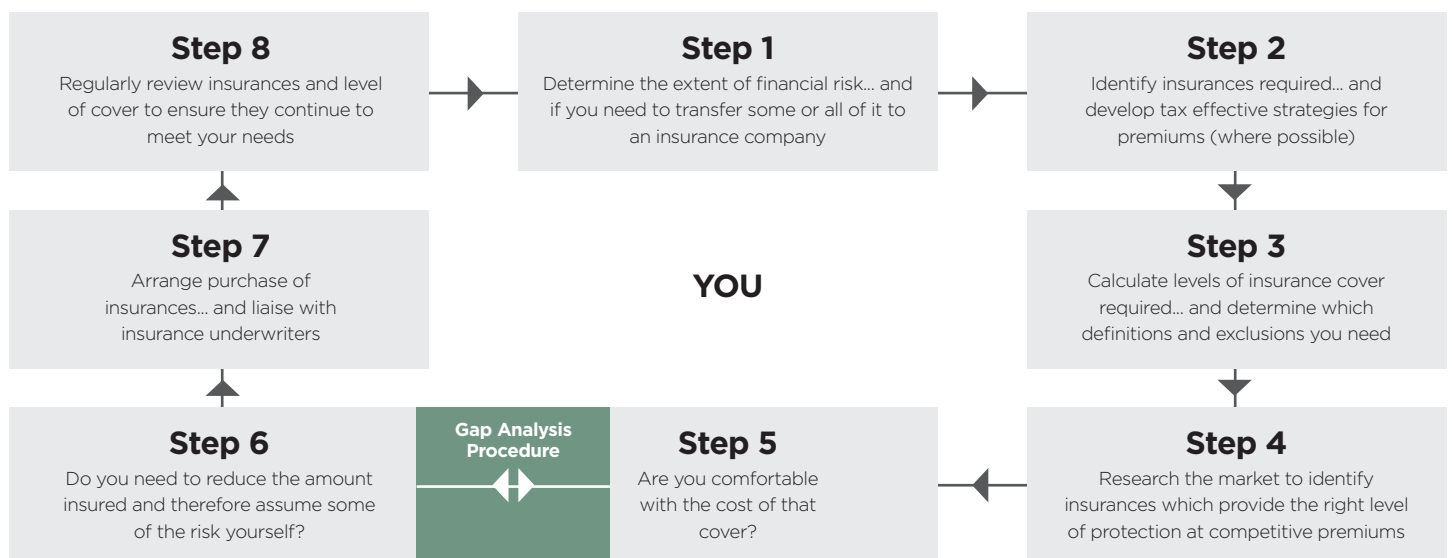 Step 8
Regularly review insurances and level
of cover to ensure they continue to
meet your needs
Step 1
Determine the extent of financial risk... and
if you need to transfer some or all of it to
an insurance company
Step 2
Identify insurances required... and
develop tax effective strategies for
premiums (where possible)
Step 7
Arrange purchase of
insurances... and liaise with
insurance underwriters
YOU
Step 3
Calculate levels of insurance cover
required... and determine which
definitions and exclusions you need
Step 6
Do you need to reduce the amount
insured and therefore assume some
of the risk yourself?
Gap Analysis
Procedure
Step 5
Are you comfortable
with the cost of that
cover?
Step 4
Research the market to identify
insurances which provide the right level
of protection at competitive premiums